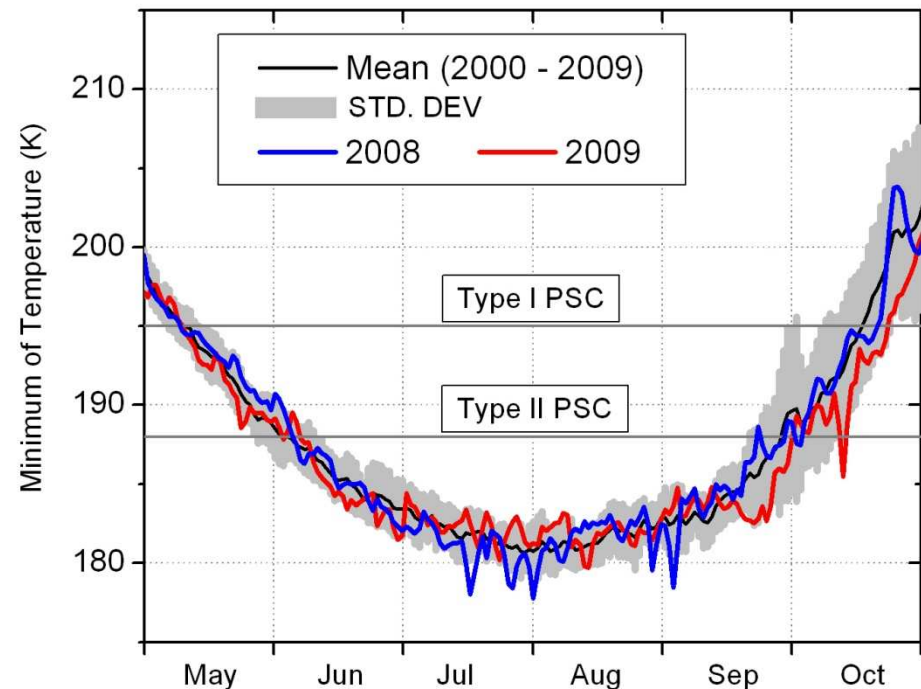 Mean (2000 - 2009)
STD. DEV
2008 2009
Minimum of Temperature (K)
210
200
190
180
Type I PSC
Type II PSC
May Jun Jul Aug Sep Oct